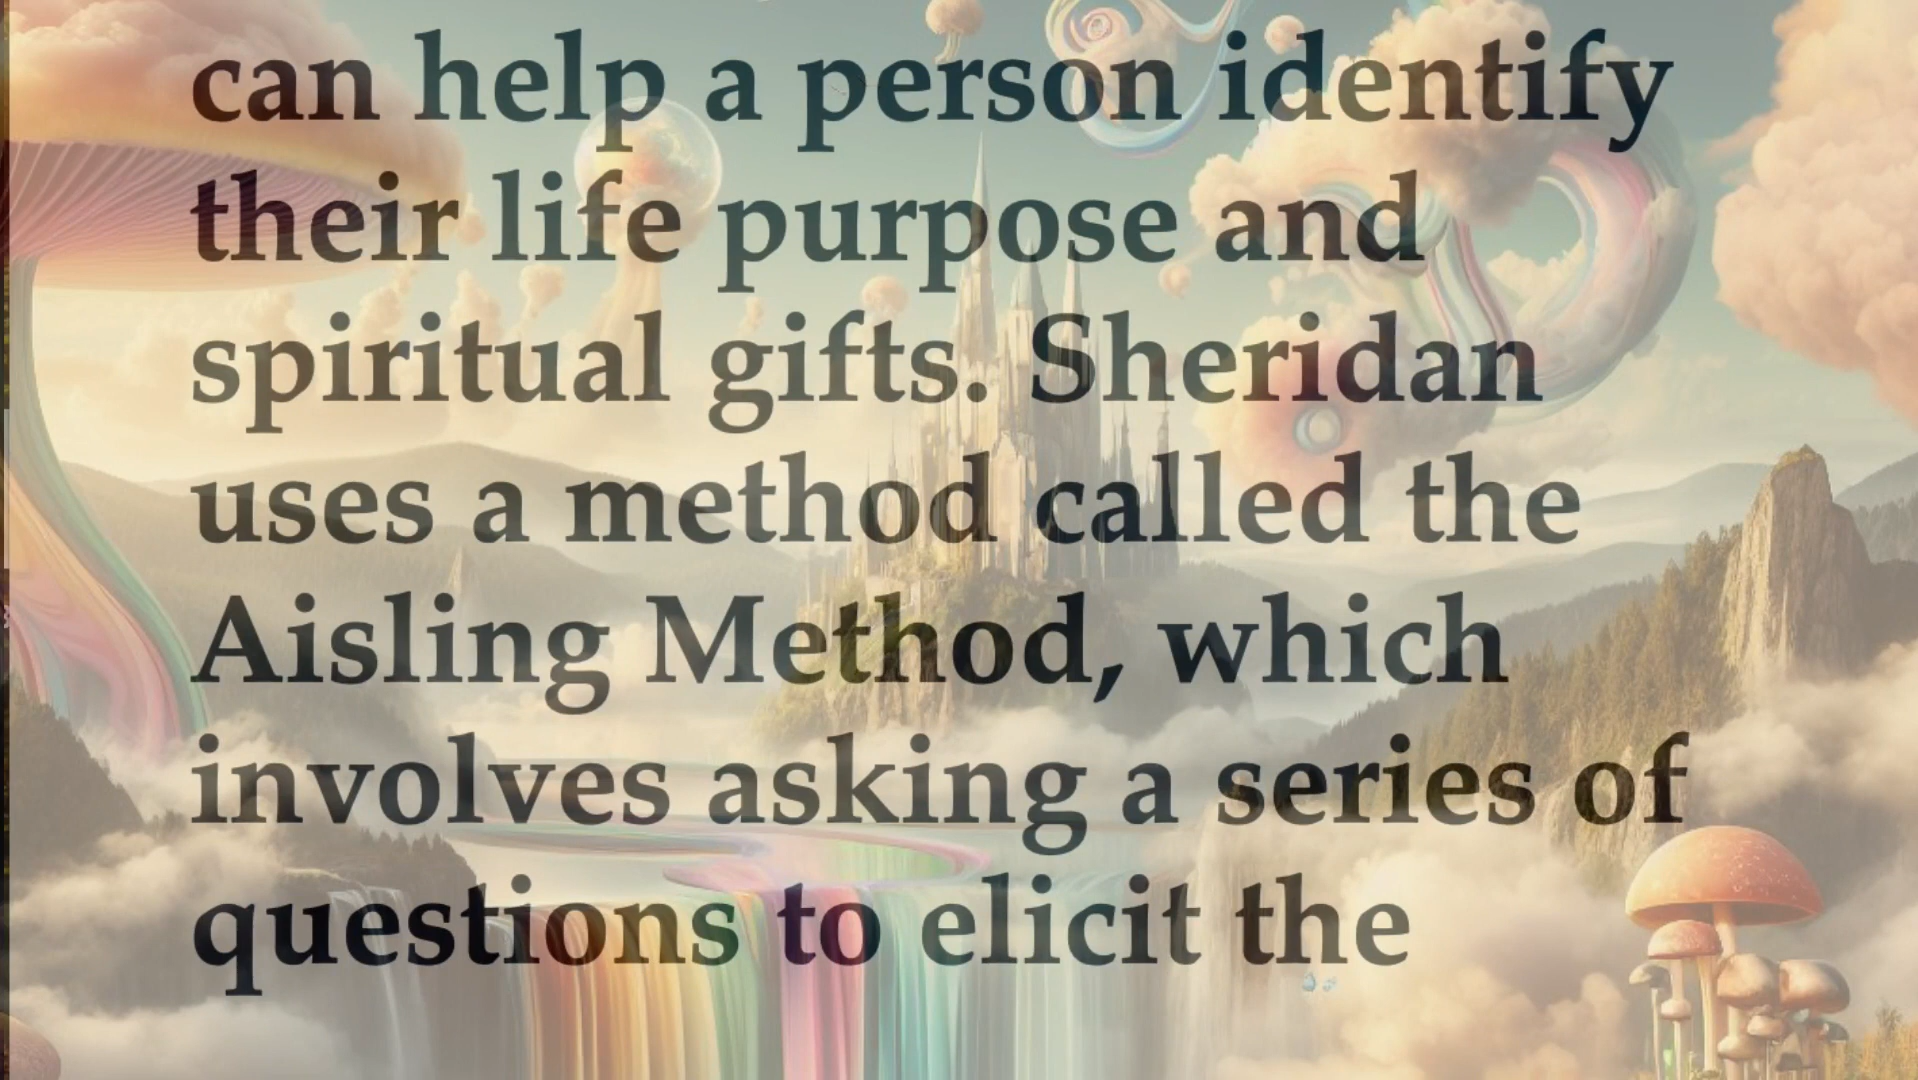 can help a person identify
their life purpose and
spiritual gifts. Sheridan
uses a method called the
Aisling Method, which
involves asking a series of
questions to elicit the